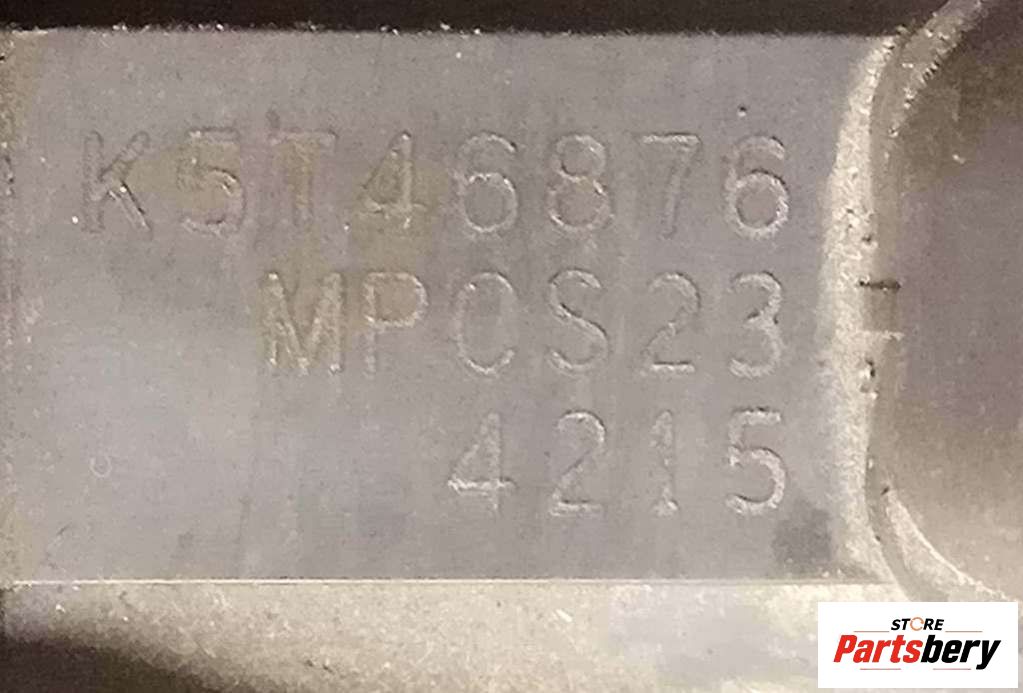 K5T46876
MPCS23
4215
STORE
Partsbery